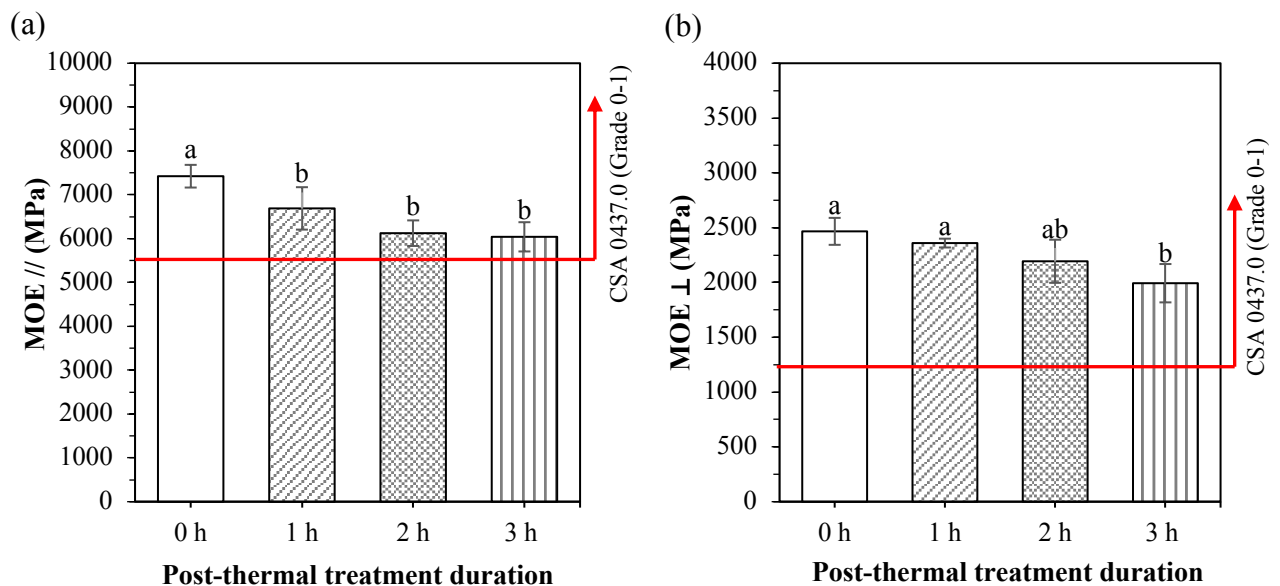 (a)
10000
9000
8000
7000
6000
5000
4000
3000
2000
1000
0
MOE // (MPa)
a
b
b
b
0 h
1 h
2 h
3 h
Post-thermal treatment duration
CSA 0437.0 (Grade 0-1)
(b)
4000
3500
3000
2500
2000
1500
1000
500
0
MOE ⊥ (MPa)
a
a
ab
b
0 h
1 h
2 h
3 h
Post-thermal treatment duration
CSA 0437.0 (Grade 0-1)